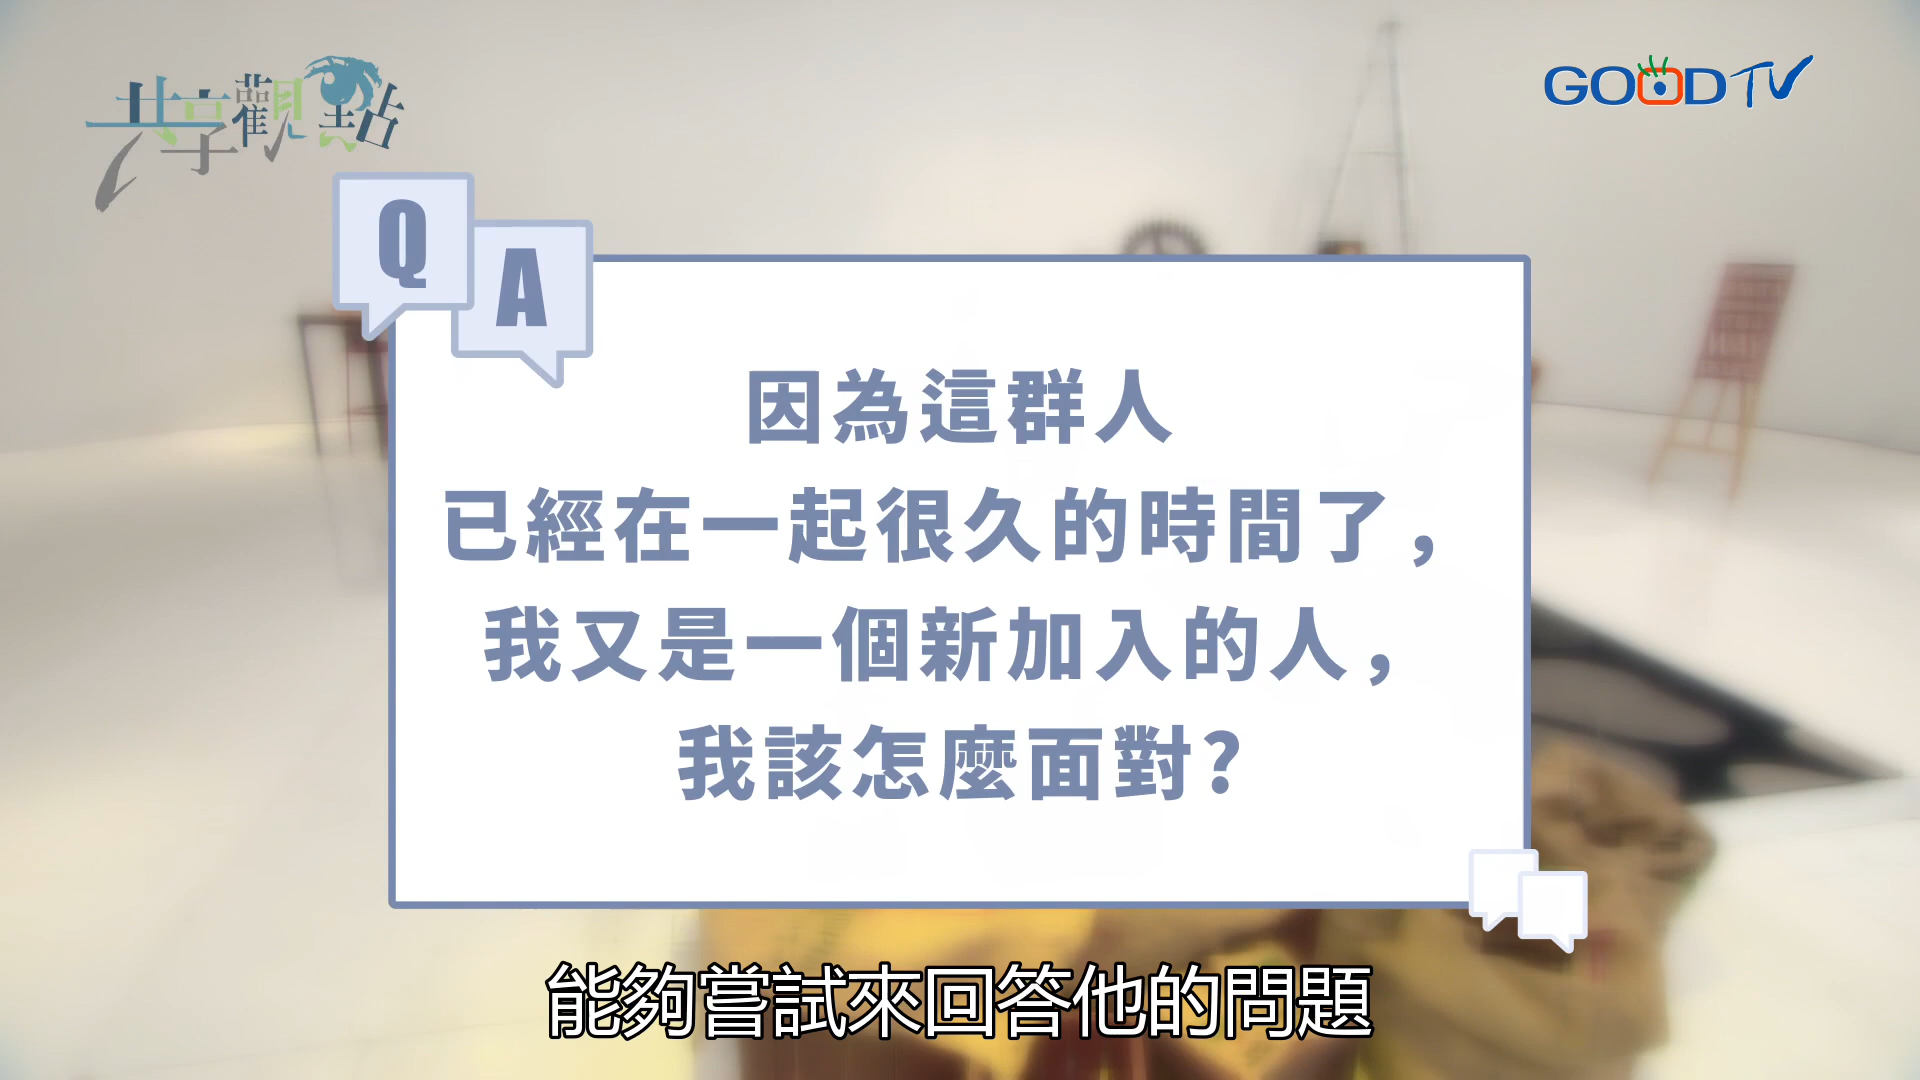 共享觀點
GOOD TV
Q
A
因為這群人
已經在一起很久的時間了，
我又是一個新加入的人，
我該怎麼面對？
能夠嘗試來回答他的問題